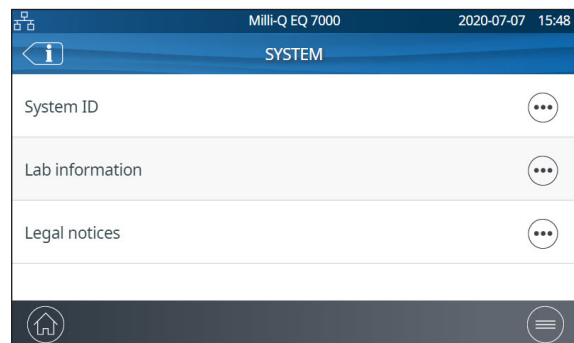 Milli-Q EQ 7000 2020-07-07 15:48
i SYSTEM
System ID
Lab information
Legal notices